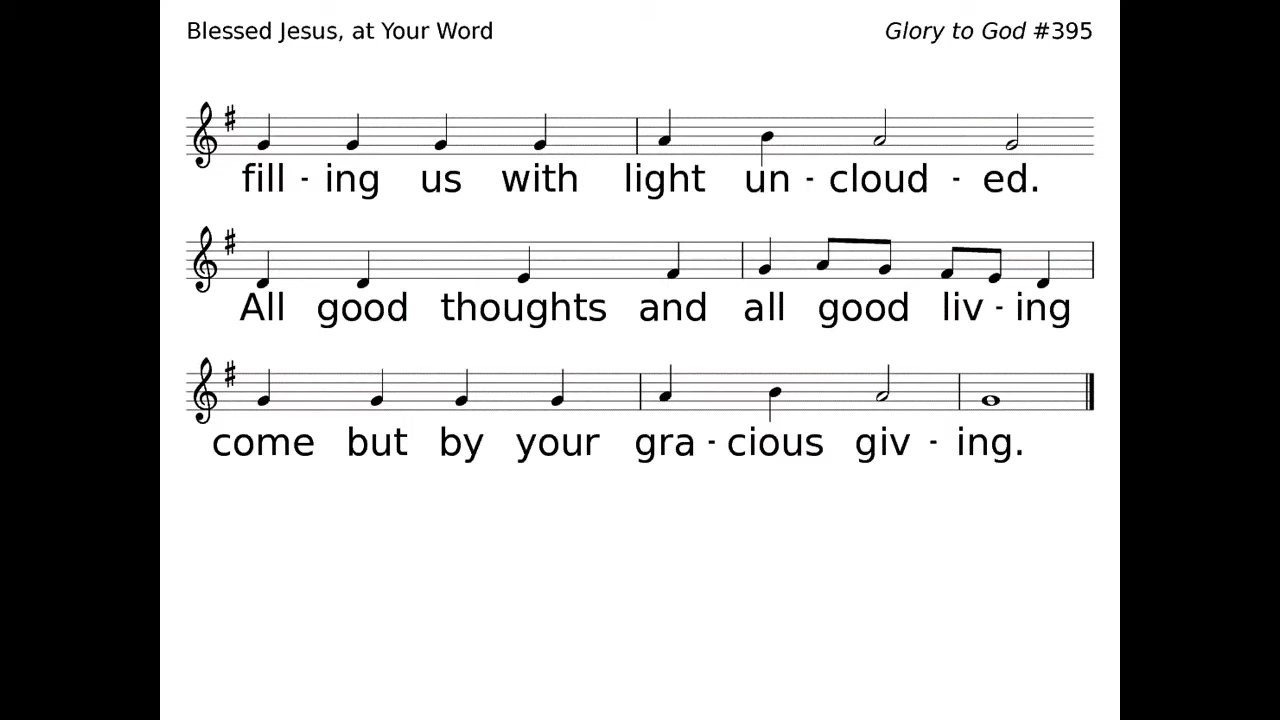 Blessed Jesus, at Your Word Glory to God #395
fill - ing us with light un - cloud - ed.
All good thoughts and all good liv - ing
come but by your gra - cious giv - ing.